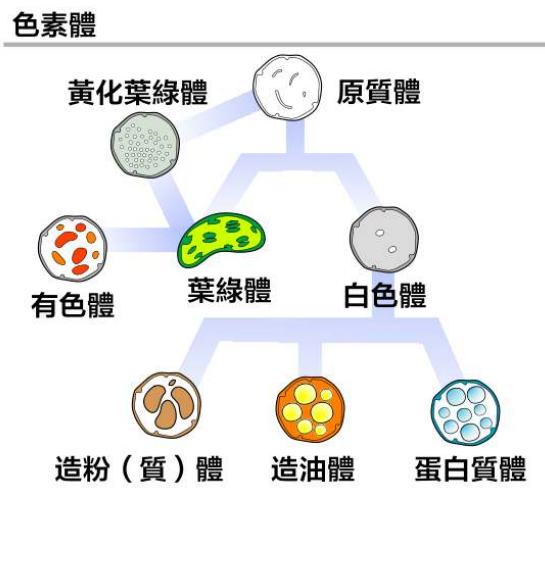 色素體
黃化葉綠體
原質體
有色體
葉綠體
白色體
造粉（質）體
造油體
蛋白質體